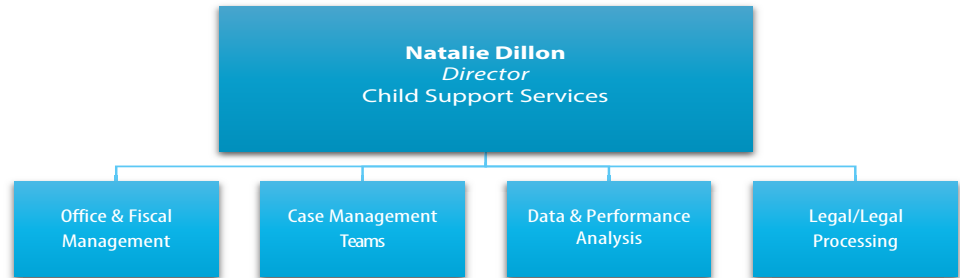 Natalie Dillon
Director
Child Support Services
Office & Fiscal
Management
Case Management
Teams
Data & Performance
Analysis
Legal/Legal
Processing